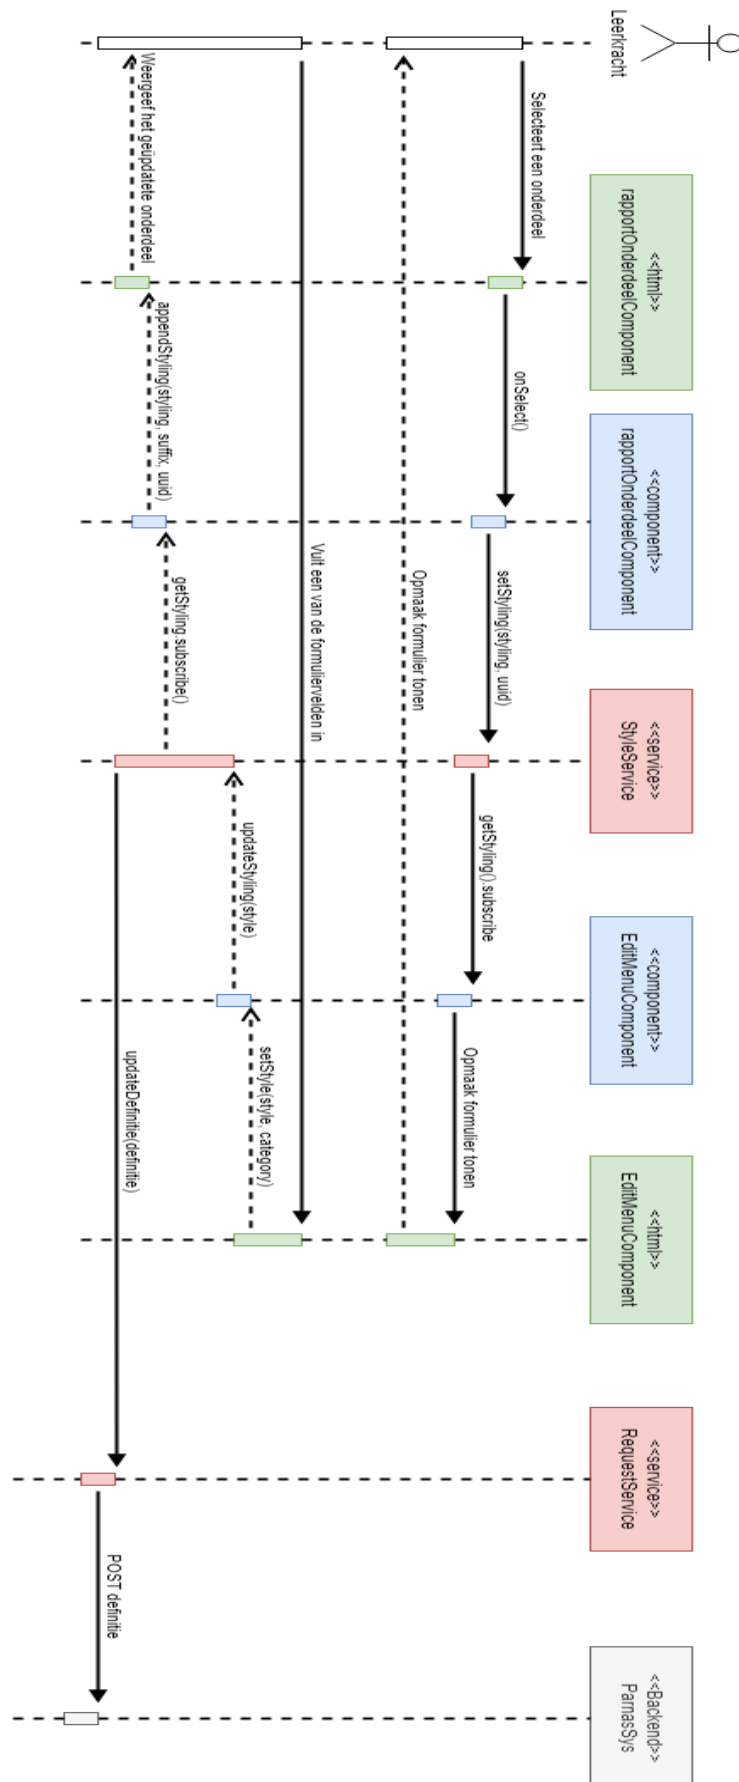 Leerkracht
<<html>>
rapportOnderdeelComponent
<<component>>
rapportOnderdeelComponent
<<service>>
StyleService
<<component>>
EditMenuComponent
<<html>>
EditMenuComponent
<<service>>
RequestService
<<Backend>>
ParnasSys
Selecteert een onderdeel
onSelect()
setStyling(styling, uuid)
getStyling().subscribe
Opmaak formulier tonen
Opmaak formulier tonen
Vult een van de formuliervelden in
setStyle(style, category)
updateStyling(style)
getStyling.subscribe()
appendStyling(styling, suffix, uuid)
Weergeef het geüpdatete onderdeel
updateDefinitie(definitie)
POST definitie